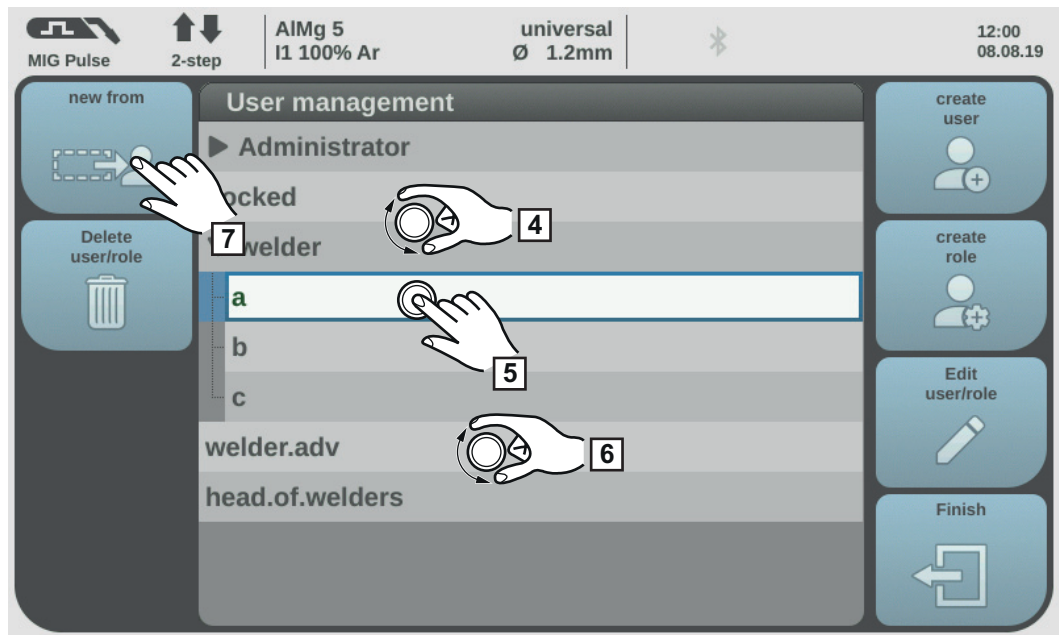 MIG Pulse
2-step
AlMg 5
I1 100% Ar
universal
Ø 1.2mm
12:00
08.08.19
new from
Delete
user/role
User management
Administrator
ocked
welder
a
b
c
welder.adv
head.of.welders
4
5
6
7
create
user
create
role
Edit
user/role
Finish